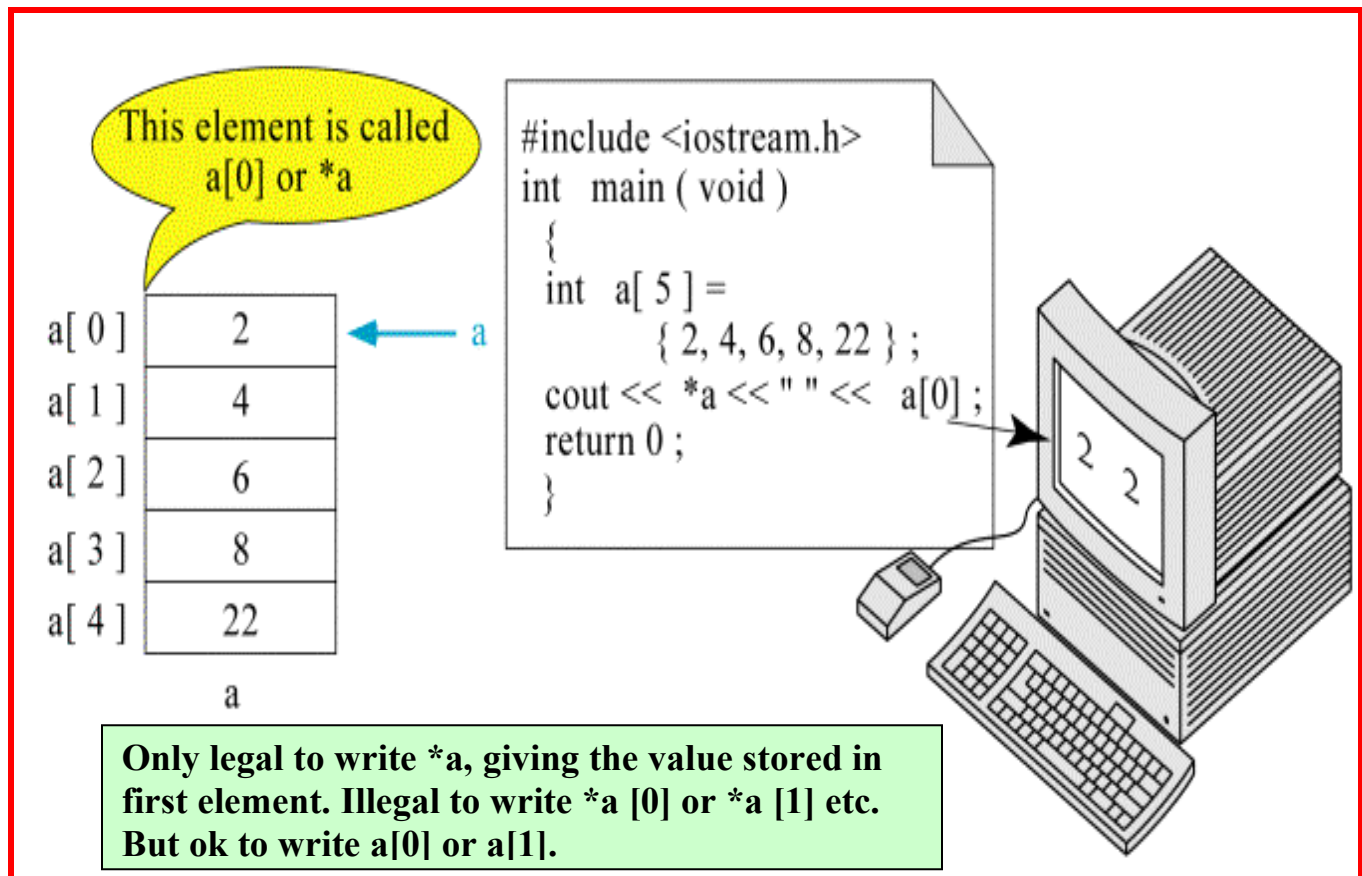 This element is called
a[0] or *a
#include <iostream.h>
int main ( void )
{
int a[ 5 ] =
{ 2, 4, 6, 8, 22 } ;
cout << *a << " " << a[0] ;
return 0 ;
}
2 2
a[ 0 ] 2 a
a[ 1 ] 4
a[ 2 ] 6
a[ 3 ] 8
a[ 4 ] 22
a
Only legal to write *a, giving the value stored in
first element. Illegal to write *a [0] or *a [1] etc.
But ok to write a[0] or a[1].